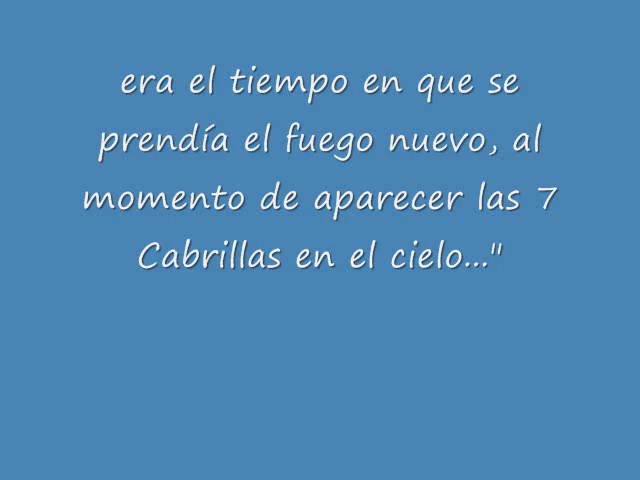 era el tiempo en que se
prendía el fuego nuevo, al
momento de aparecer las 7
Cabrillas en el cielo..."